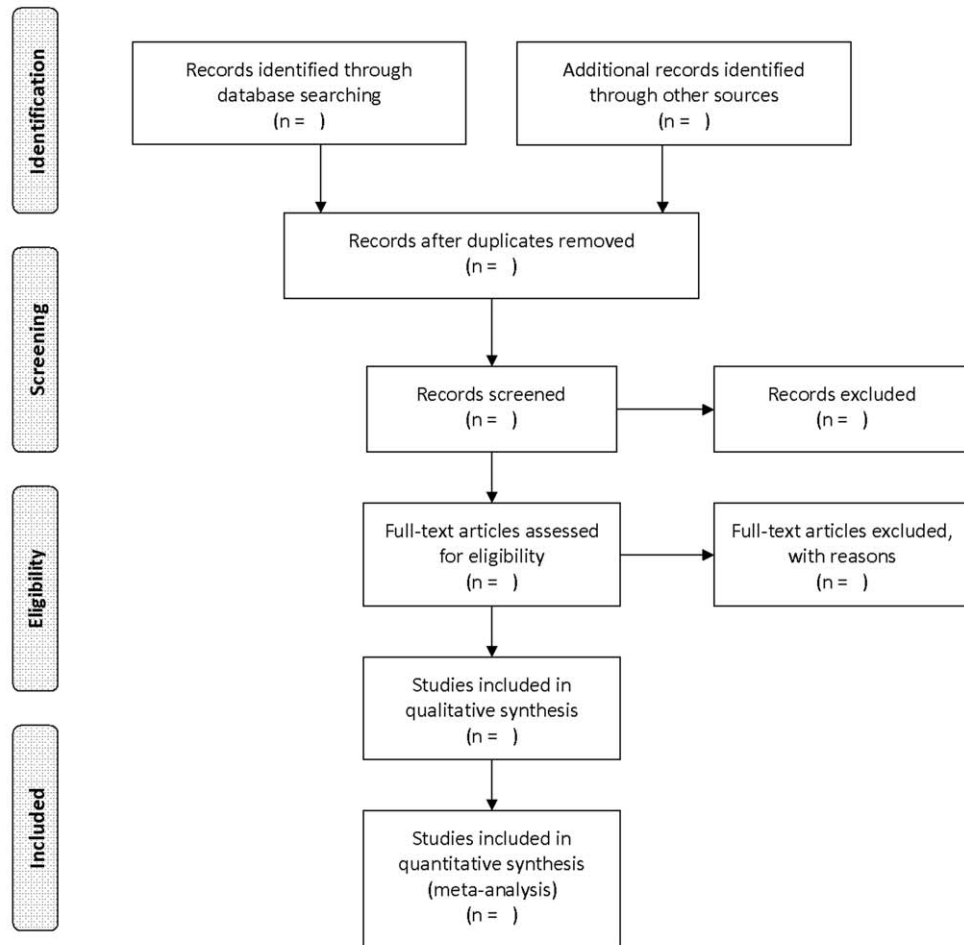 Identification
Records identified through
database searching
(n =   )
Additional records identified
through other sources
(n =   )
Records after duplicates removed
(n =   )
Screening
Records screened
(n =   )
Records excluded
(n =   )
Eligibility
Full-text articles assessed
for eligibility
(n =   )
Full-text articles excluded,
with reasons
(n =   )
Studies included in
qualitative synthesis
(n =   )
Included
Studies included in
quantitative synthesis
(meta-analysis)
(n =   )